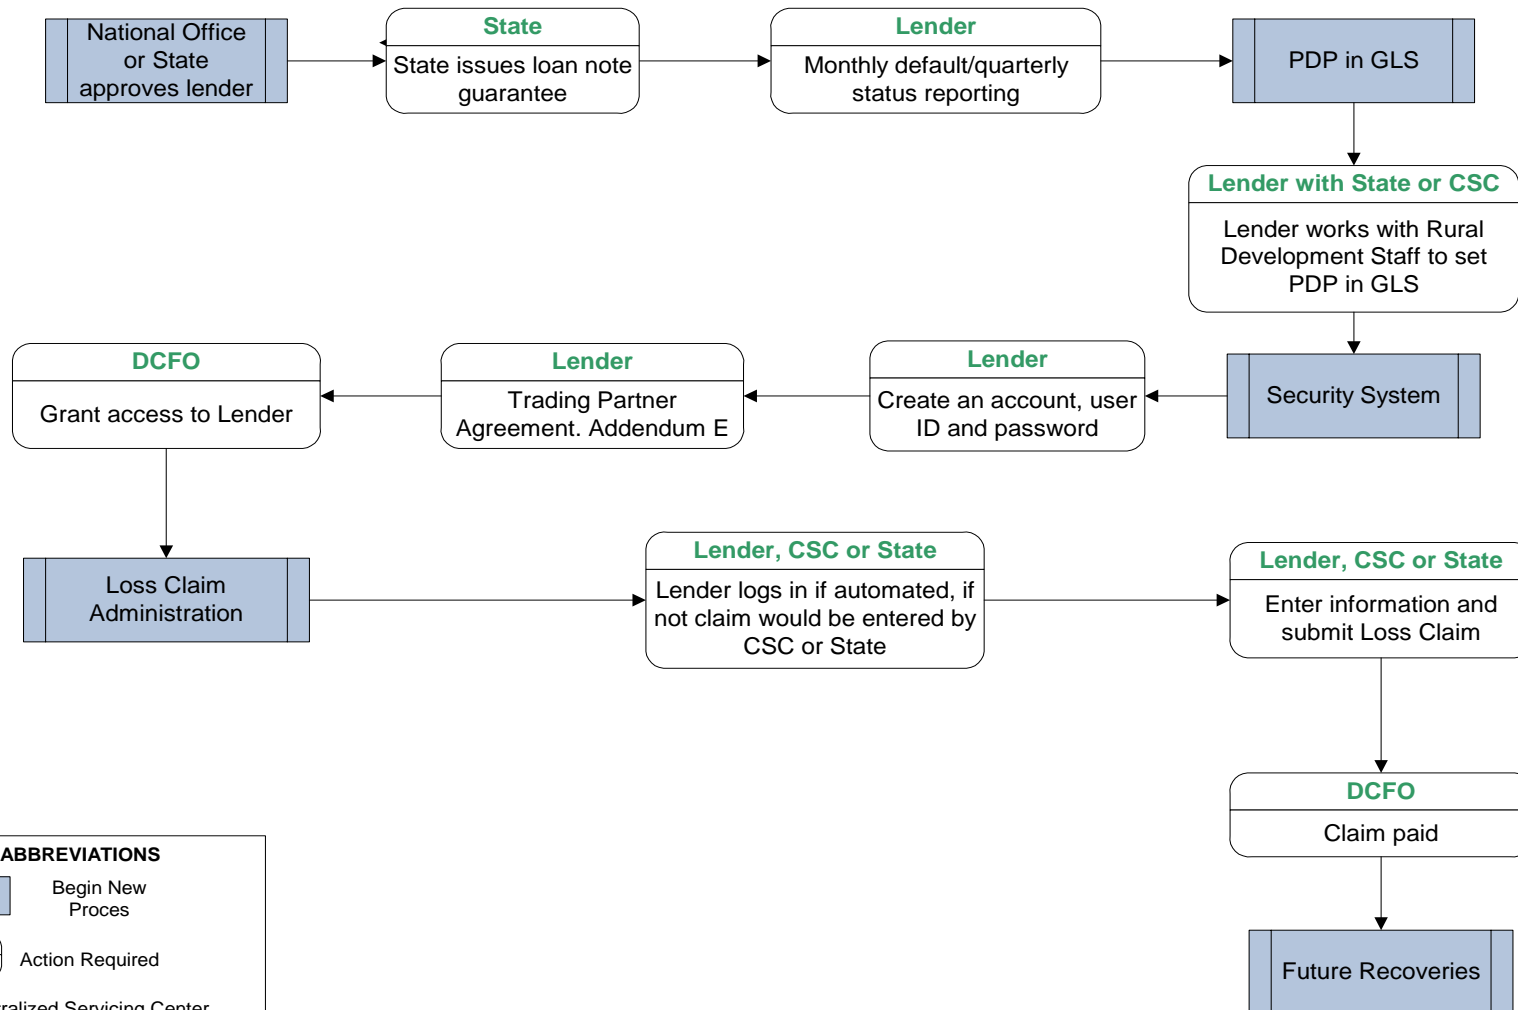 National Office
or State
approves lender
State
State issues loan note
guarantee
Lender
Monthly default/quarterly
status reporting
PDP in GLS
Lender with State or CSC
Lender works with Rural
Development Staff to set
PDP in GLS
DCFO
Grant access to Lender
Lender
Trading Partner
Agreement. Addendum E
Lender
Create an account, user
ID and password
Security System
Loss Claim
Administration
Lender, CSC or State
Lender logs in if automated, if
not claim would be entered by
CSC or State
Lender, CSC or State
Enter information and
submit Loss Claim
DCFO
Claim paid
Future Recoveries
ABBREVIATIONS
Begin New
Proces
Action Required
Servicing Center